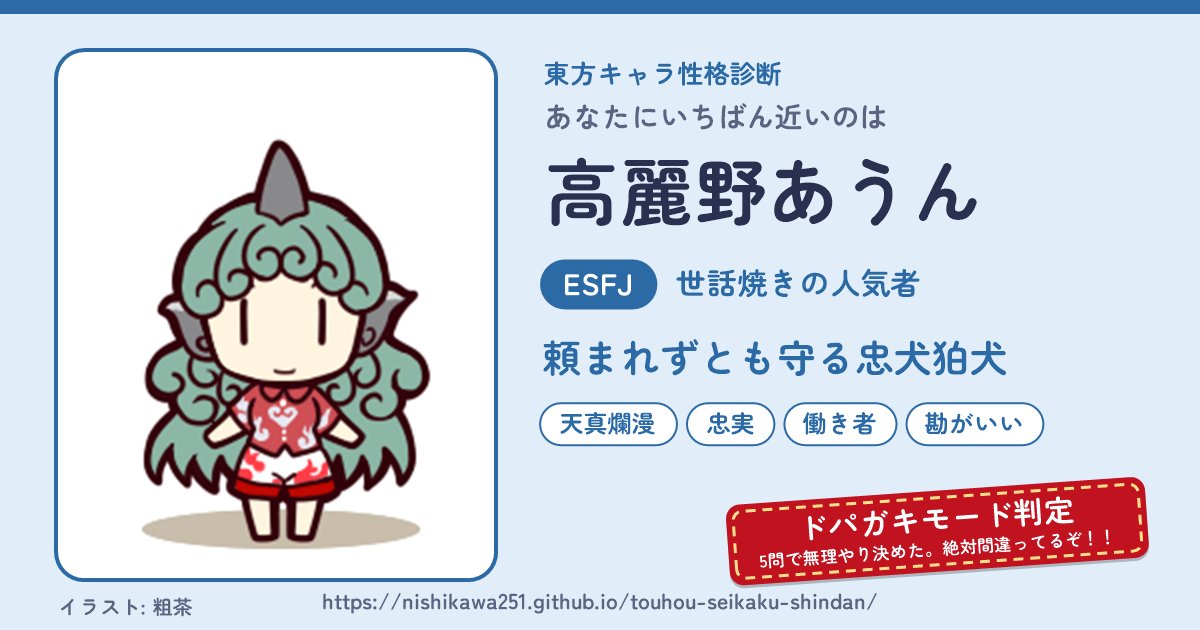 東方キャラ性格診断
あなたにいちばん近いのは
高麗野あうん
ESFJ 世話焼きの人気者
頼まれずとも守る忠犬狛犬
天真爛漫 忠実 働き者 勘がいい
ドパガキモード判定
5問で無理やり決めた。絶対間違ってるぞ！！
イラスト: 粗茶
https://nishikawa251.github.io/touhou-seikaku-shindan/